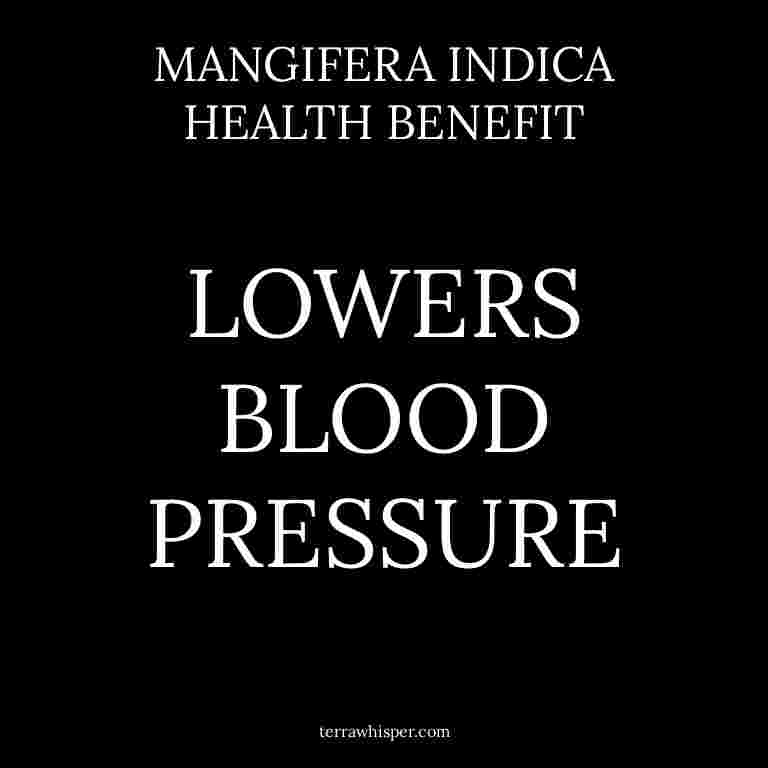 MANGIFERA INDICA
HEALTH BENEFIT
LOWERS
BLOOD
PRESSURE
terrawhisper.com